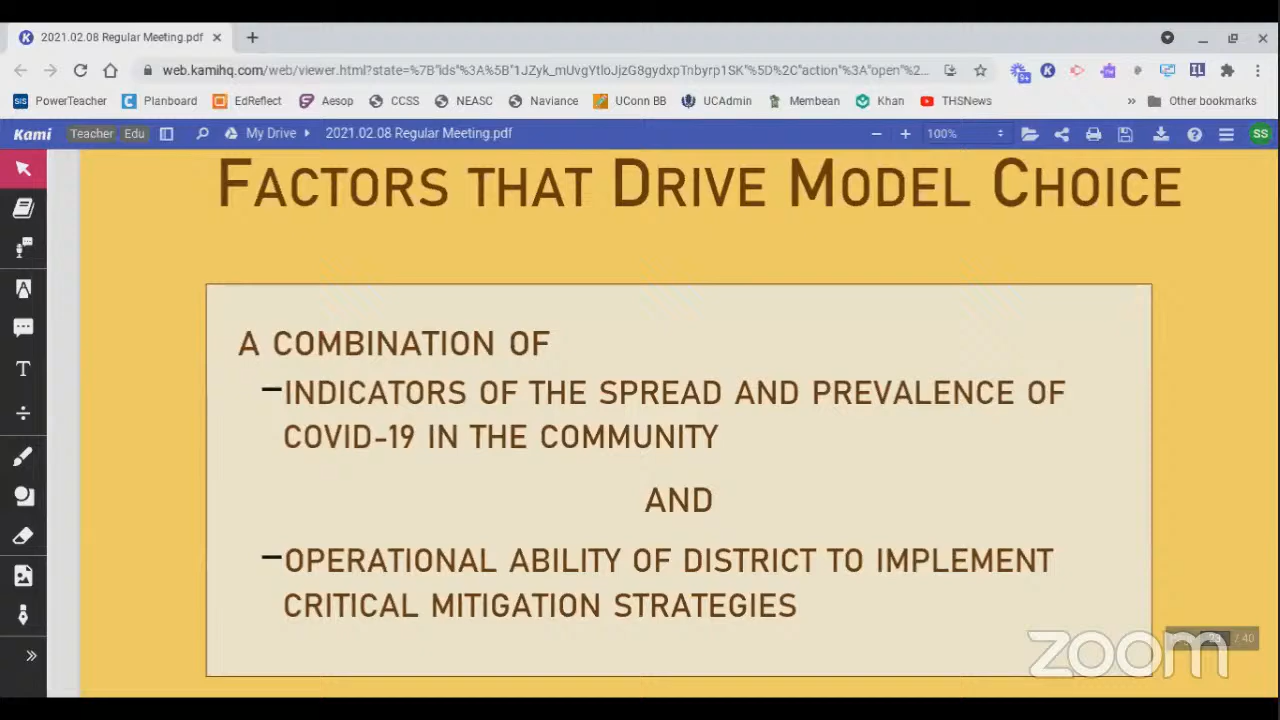 2021.02.08 Regular Meeting.pdf
web.kamihq.com/web/viewer.html?state=%7B"ids"%3A%5B"1JZyk_mUvgYtloJjzG8gydxpTnbyrp1SK"%5D%2C"action"%3A"open"%2...
PowerTeacher Planboard EdReflect Aesop CCSS NEASC Naviance UConn BB UCAdmin Membean Khan THSNews » Other bookmarks
Kami Teacher Edu My Drive 2021.02.08 Regular Meeting.pdf 100% SS
FACTORS THAT DRIVE MODEL CHOICE
A COMBINATION OF
–INDICATORS OF THE SPREAD AND PREVALENCE OF
COVID-19 IN THE COMMUNITY
AND
–OPERATIONAL ABILITY OF DISTRICT TO IMPLEMENT
CRITICAL MITIGATION STRATEGIES
23 / 40
zoom